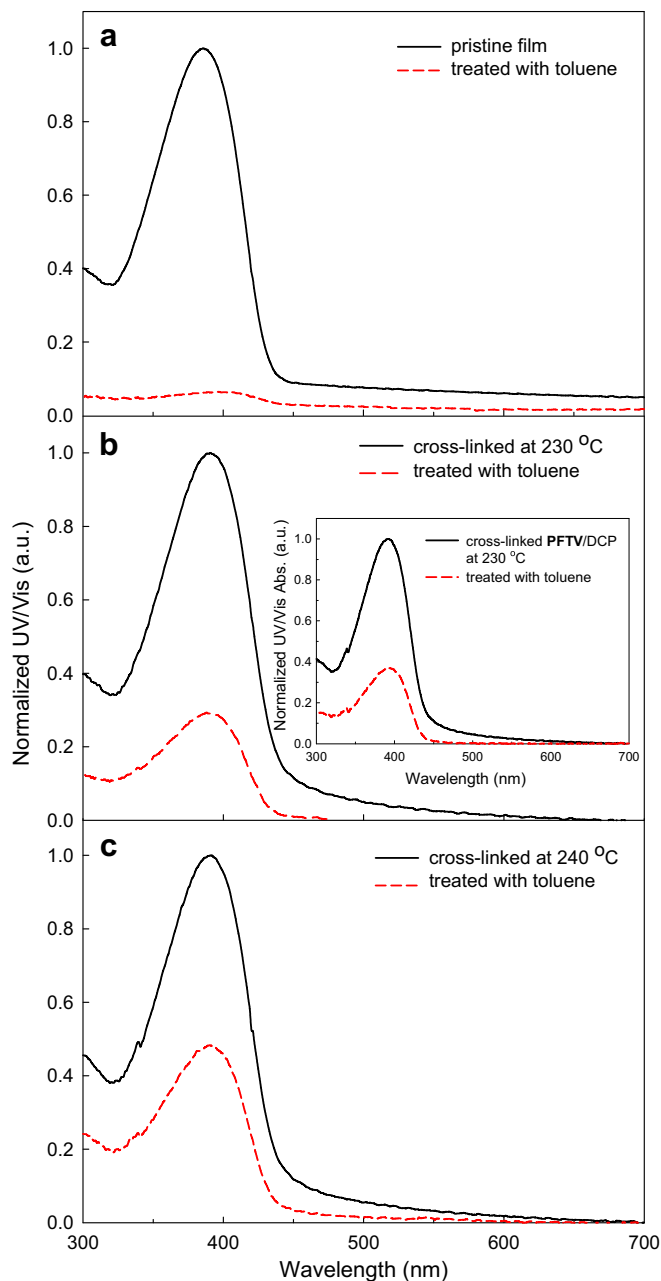 a
pristine film
treated with toluene
1.0
0.8
0.6
0.4
0.2
0.0
b
cross-linked at 230 °C
treated with toluene
1.0
0.8
0.6
0.4
0.2
0.0
Normalized UV/Vis (a.u.)
cross-linked PFTV/DCP
at 230 °C
treated with toluene
1.0
0.8
0.6
0.4
0.2
0.0
Normalized UV/Vis Abs. (a.u.)
300 400 500 600 700
Wavelength (nm)
c
cross-linked at 240 °C
treated with toluene
1.0
0.8
0.6
0.4
0.2
0.0
300 400 500 600 700
Wavelength (nm)